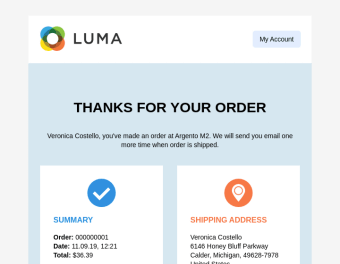 LUMA
My Account
THANKS FOR YOUR ORDER
Veronica Costello, you've made an order at Argento M2. We will send you email one
more time when order is shipped.
SUMMARY
Order: 000000001
Date: 11.09.19, 12:21
Total: $36.39
SHIPPING ADDRESS
Veronica Costello
6146 Honey Bluff Parkway
Calder, Michigan, 49628-7978
United States